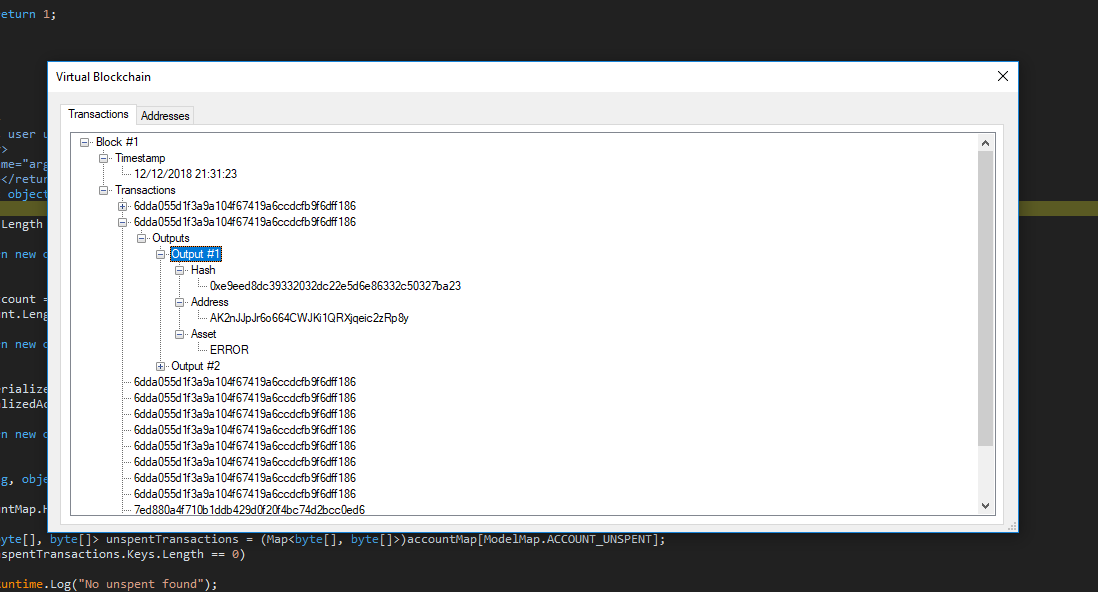 eturn 1;
Virtual Blockchain
Transactions Addresses
Block #1
user u
Timestamp
me="arg
12/12/2018 21:31:23
</retur
Transactions
object
6dda055d1f3a9a104f67419a6ccdcfb9f6dff186
Length
6dda055d1f3a9a104f67419a6ccdcfb9f6dff186
Outputs
n new
Output #1
Hash
0xe9eed8dc39332032dc22e5d6e86332c50327ba23
count =
Address
nt.Leng
AK2nJJpJr6o664CWJKi1QRXjqeic2zRp8y
Asset
n new
ERROR
Output #2
6dda055d1f3a9a104f67419a6ccdcfb9f6dff186
rialize
6dda055d1f3a9a104f67419a6ccdcfb9f6dff186
lizedAc
6dda055d1f3a9a104f67419a6ccdcfb9f6dff186
6dda055d1f3a9a104f67419a6ccdcfb9f6dff186
n new
6dda055d1f3a9a104f67419a6ccdcfb9f6dff186
6dda055d1f3a9a104f67419a6ccdcfb9f6dff186
g, obje
6dda055d1f3a9a104f67419a6ccdcfb9f6dff186
6dda055d1f3a9a104f67419a6ccdcfb9f6dff186
ntMap.H
7ed880a4f710b1ddb429d0f20f4bc74d2bcc0ed6
byte[], byte[]> unspentTransactions = (Map<byte[], byte[]>)accountMap[ModelMap.ACCOUNT_UNSPENT];
spentTransactions.Keys.Length == 0)
untime.Log("No unspent found");